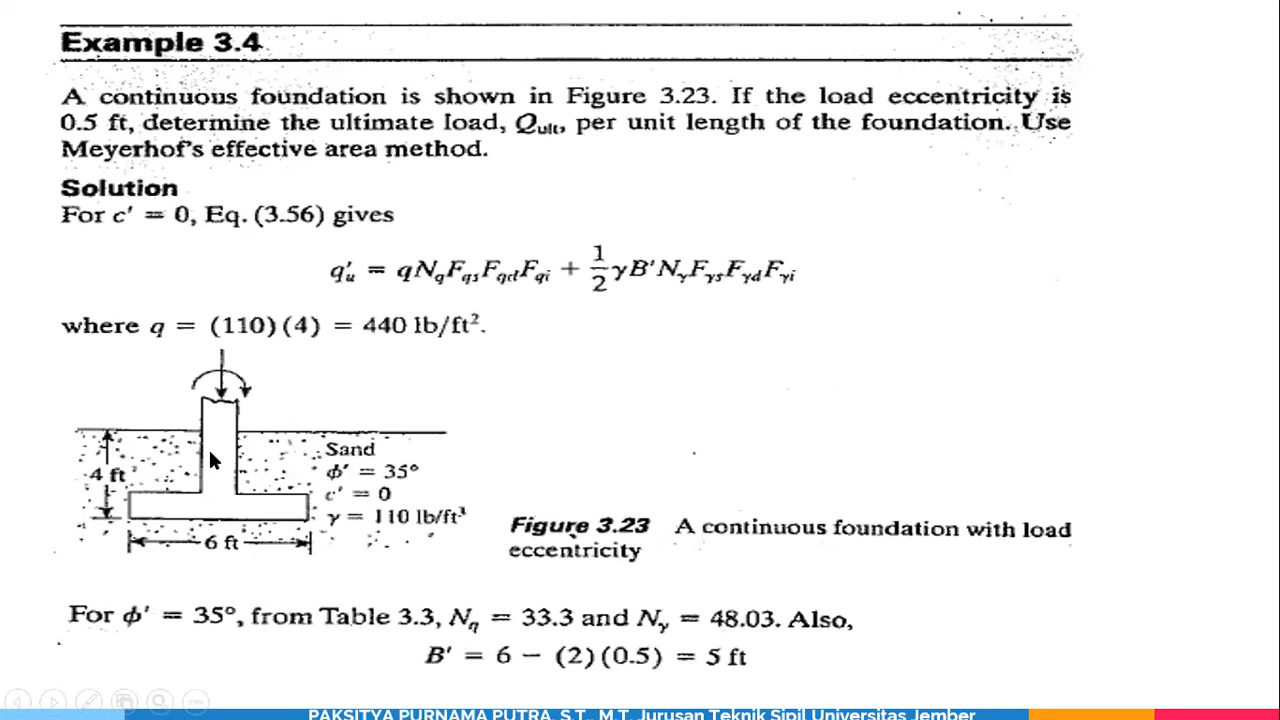 Example 3.4
A continuous foundation is shown in Figure 3.23. If the load eccentricity is
0.5 ft, determine the ultimate load, Qult, per unit length of the foundation. Use
Meyerhof's effective area method.
Solution
For c′ = 0, Eq. (3.56) gives
q′u = qNqFqsFqdFqi + 1/2 γB′NγFγsFγdFγi
where q = (110)(4) = 440 lb/ft².
Sand
ϕ′ = 35°
c′ = 0
γ = 110 lb/ft³
4 ft
6 ft
Figure 3.23 A continuous foundation with load
eccentricity
For ϕ′ = 35°, from Table 3.3, Nq = 33.3 and Nγ = 48.03. Also,
B′ = 6 − (2)(0.5) = 5 ft
PAKSITYA PURNAMA PUTRA, S.T., M.T. Jurusan Teknik Sipil Universitas Jember